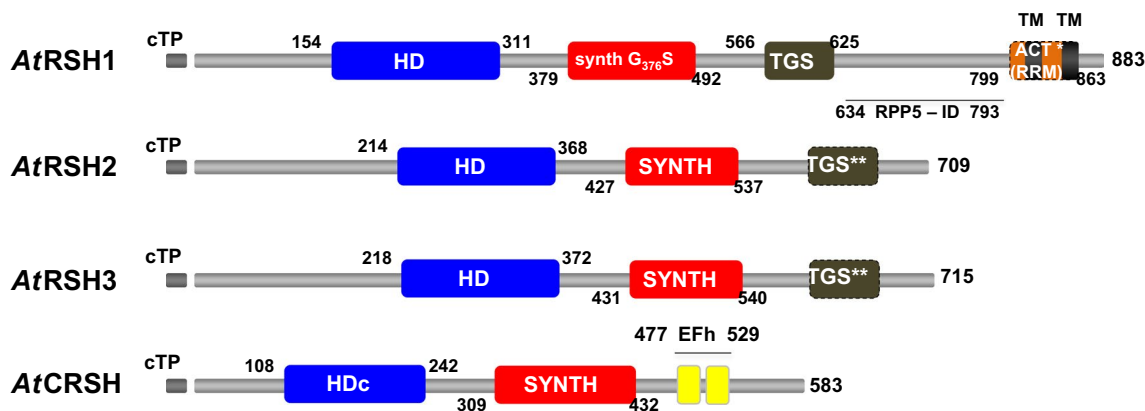 TM TM
cTP 154 311 566 625
AtRSH1 HD synth G376S TGS ACT * (RRM) 883
379 492 799 863
634 RPP5 – ID 793
cTP 214 368
AtRSH2 HD SYNTH TGS** 709
427 537
cTP 218 372
AtRSH3 HD SYNTH TGS** 715
431 540
477 EFh 529
cTP 108 242
AtCRSH HDc SYNTH 583
309 432